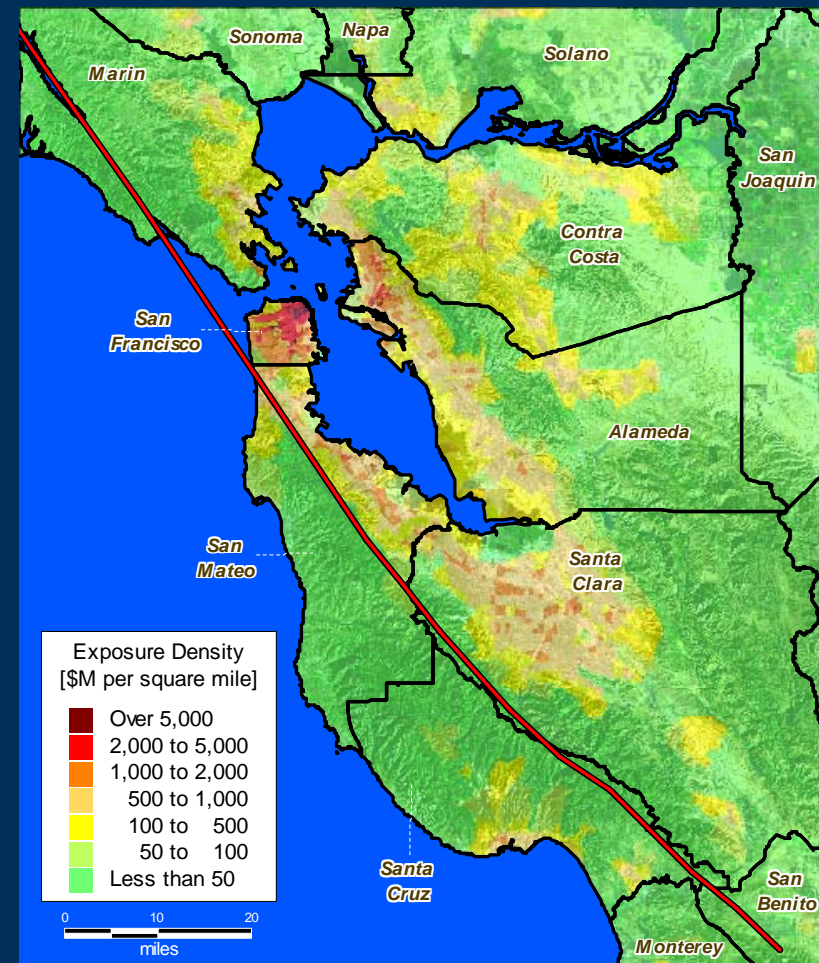 Sonoma
Napa
Solano
Marin
San
Joaquin
Contra
Costa
San
Francisco
Alameda
San
Mateo
Santa
Clara
Exposure Density
[$M per square mile]
Over 5,000
2,000 to 5,000
1,000 to 2,000
500 to 1,000
100 to 500
50 to 100
Less than 50
0 10 20
miles
Santa
Cruz
San
Benito
Monterey